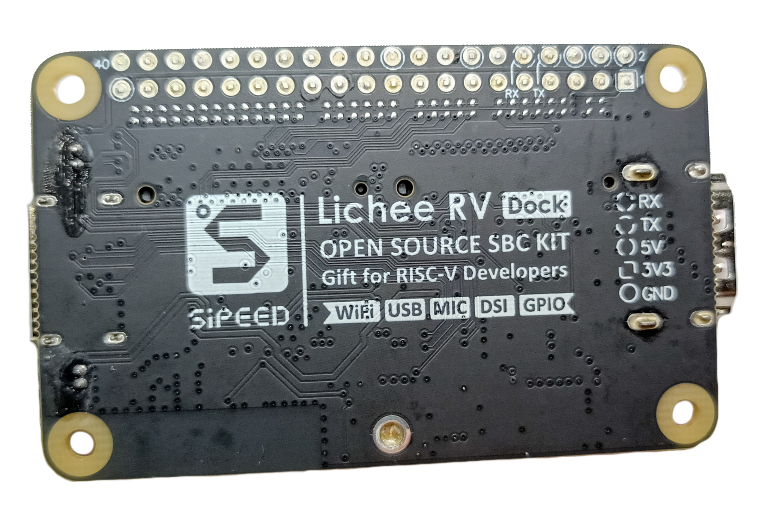 40 2
1
RX TX
Lichee RV Dock
OPEN SOURCE SBC KIT
Gift for RISC-V Developers
WiFi USB MIC DSI GPIO
SiPEED
RX
TX
5V
3V3
GND